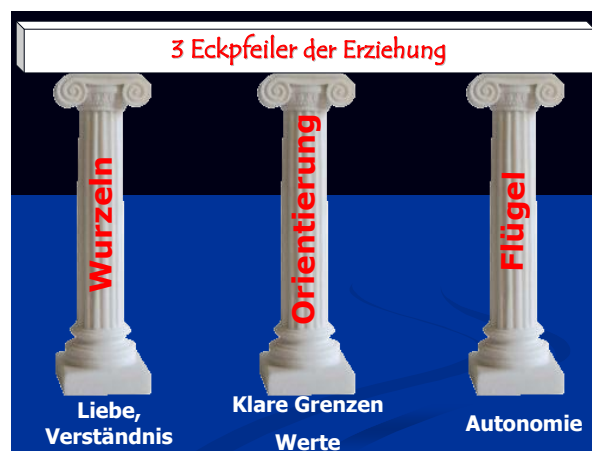 3 Eckpfeiler der Erziehung
Wurzeln
Orientierung
Flügel
Liebe,
Verständnis
Klare Grenzen
Werte
Autonomie